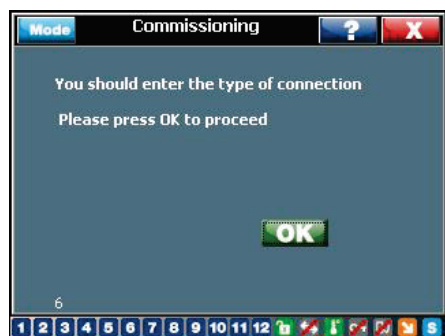 Mode Commissioning ? X
You should enter the type of connection
Please press OK to proceed
OK
6
1 2 3 4 5 6 7 8 9 10 11 12 S